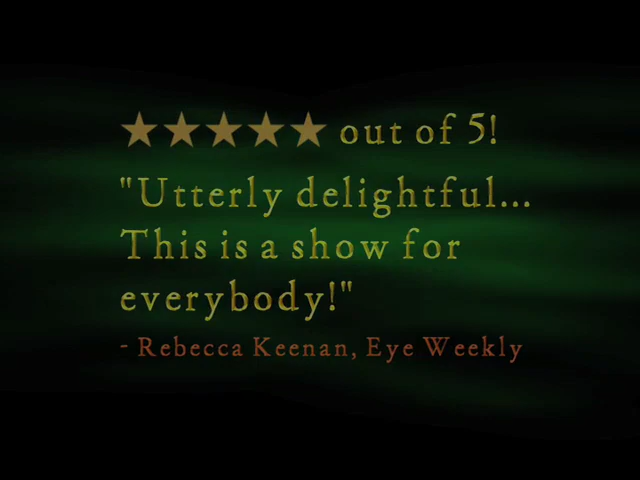 ★★★★★ out of 5!
"Utterly delightful...
This is a show for
everybody!"
- Rebecca Keenan, Eye Weekly